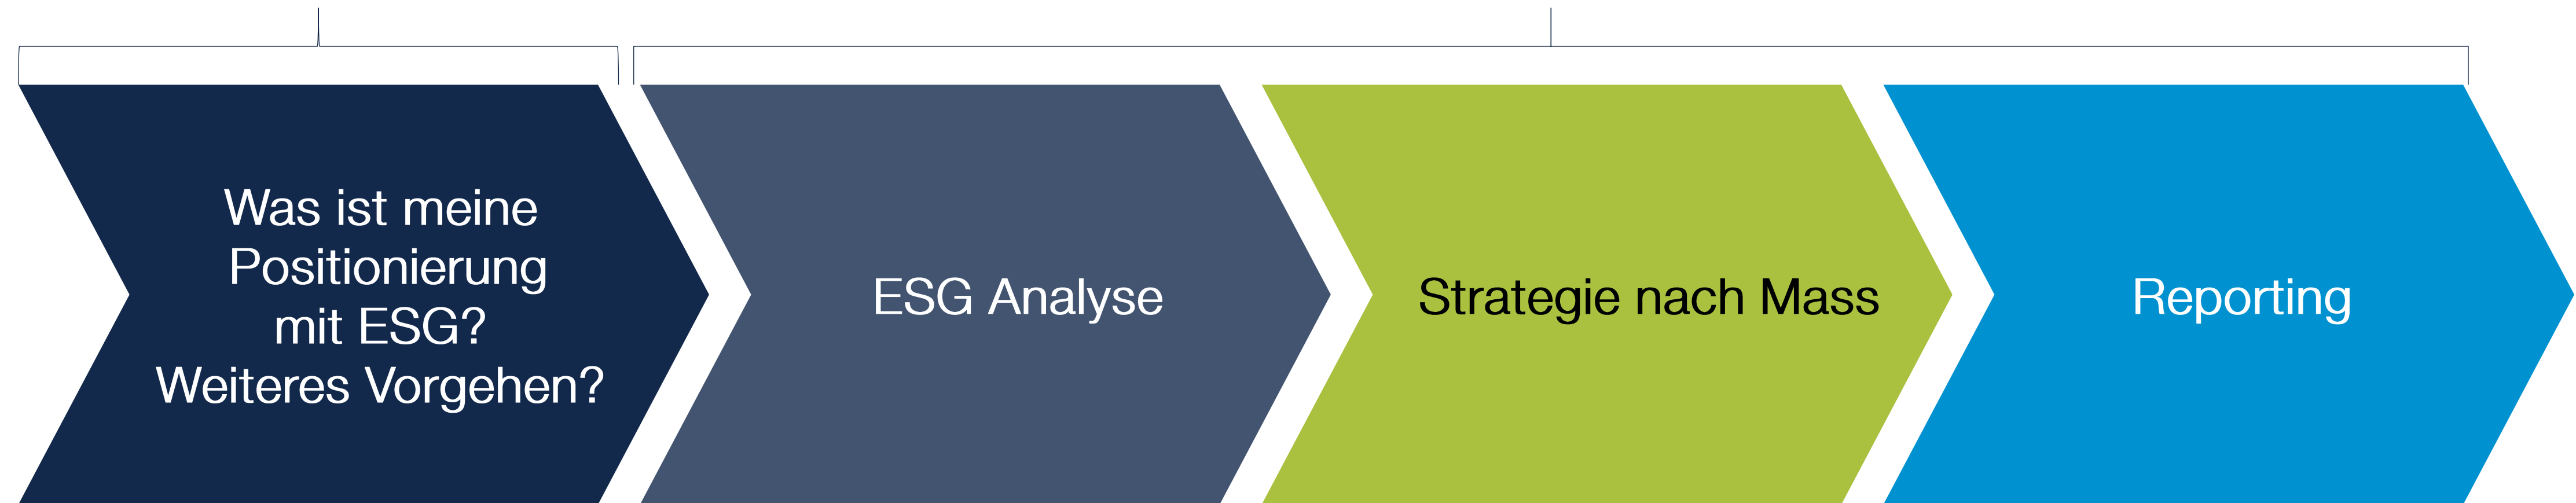 Was ist meine
Positionierung
mit ESG?
Weiteres Vorgehen?
ESG Analyse
Strategie nach Mass
Reporting